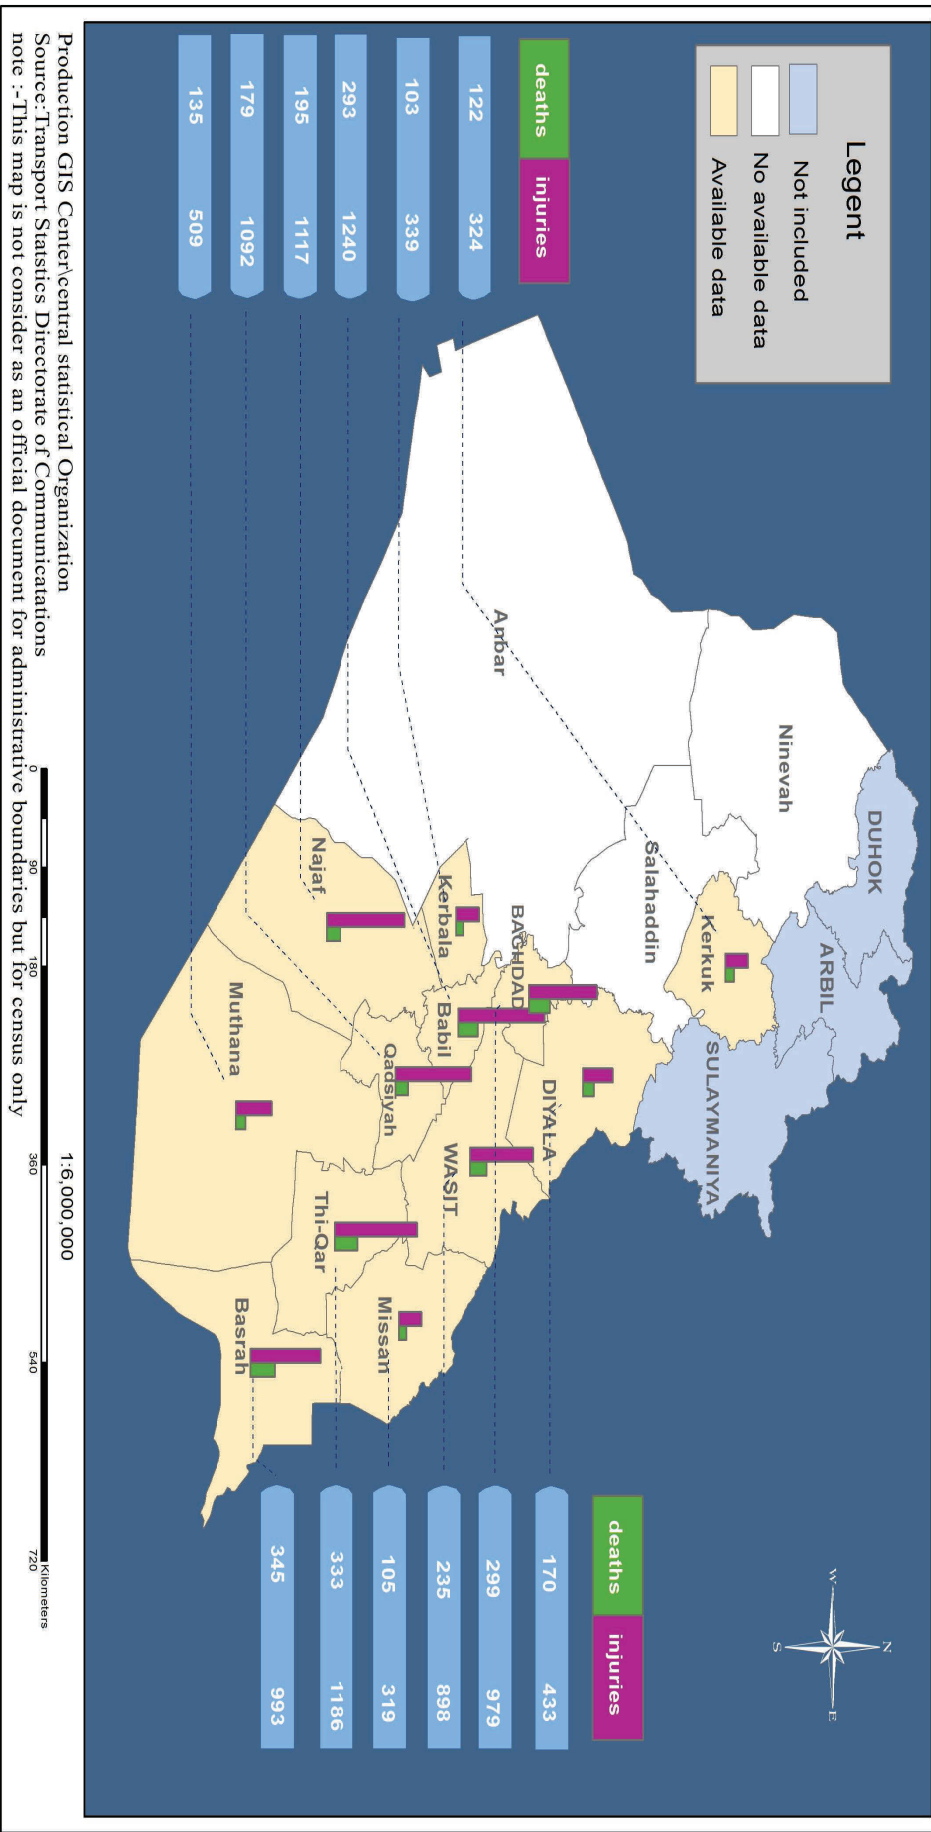 Legent
Not included
No available data
Available data
N
W
E
S
deaths injuries
122 324
103 339
293 1240
195 1117
179 1092
135 509
deaths injuries
170 433
299 979
235 898
105 319
333 1186
345 993
DUHOK
Ninevah
ARBIL
SULAYMANIYA
Kerkuk
Salahaddin
Anbar
BAGHDAD
DIYALA
Kerbala
Babil
WASIT
Qadsiyah
Missan
Najaf
Thi-Qar
Muthana
Basrah
1:6,000,000
0 90 180 360 540 720 Kilometers
Production GIS Center\central statistical Organization
Source:Transport Statstics Directorate of Communicatations
note :-This map is not consider as an official document for administrative boundaries but for census only